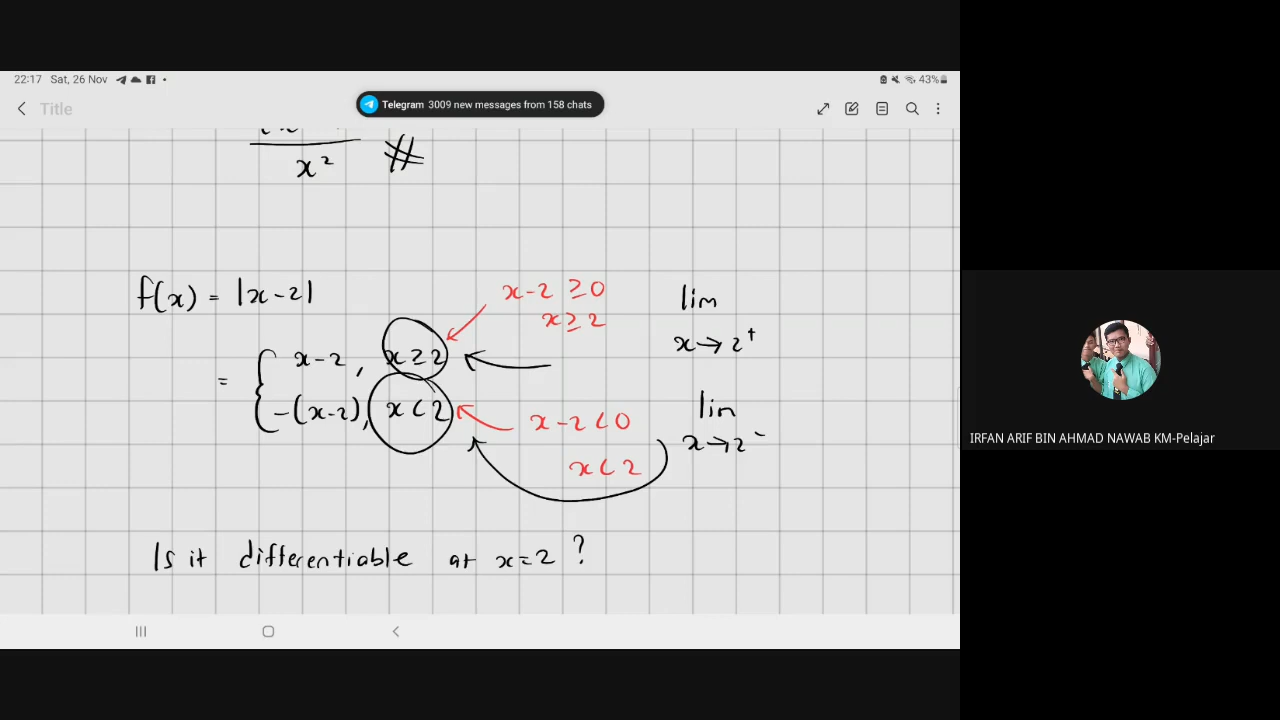 22:17 Sat, 26 Nov
43%
Title
Telegram 3009 new messages from 158 chats
x²
f(x) = |x-2|
x-2 ≥ 0
x ≥ 2
lim
x→2⁺
= { x-2, x ≥ 2
-(x-2), x < 2
x-2 < 0
x < 2
lim
x→2⁻
Is it differentiable at x=2 ?
IRFAN ARIF BIN AHMAD NAWAB KM-Pelajar